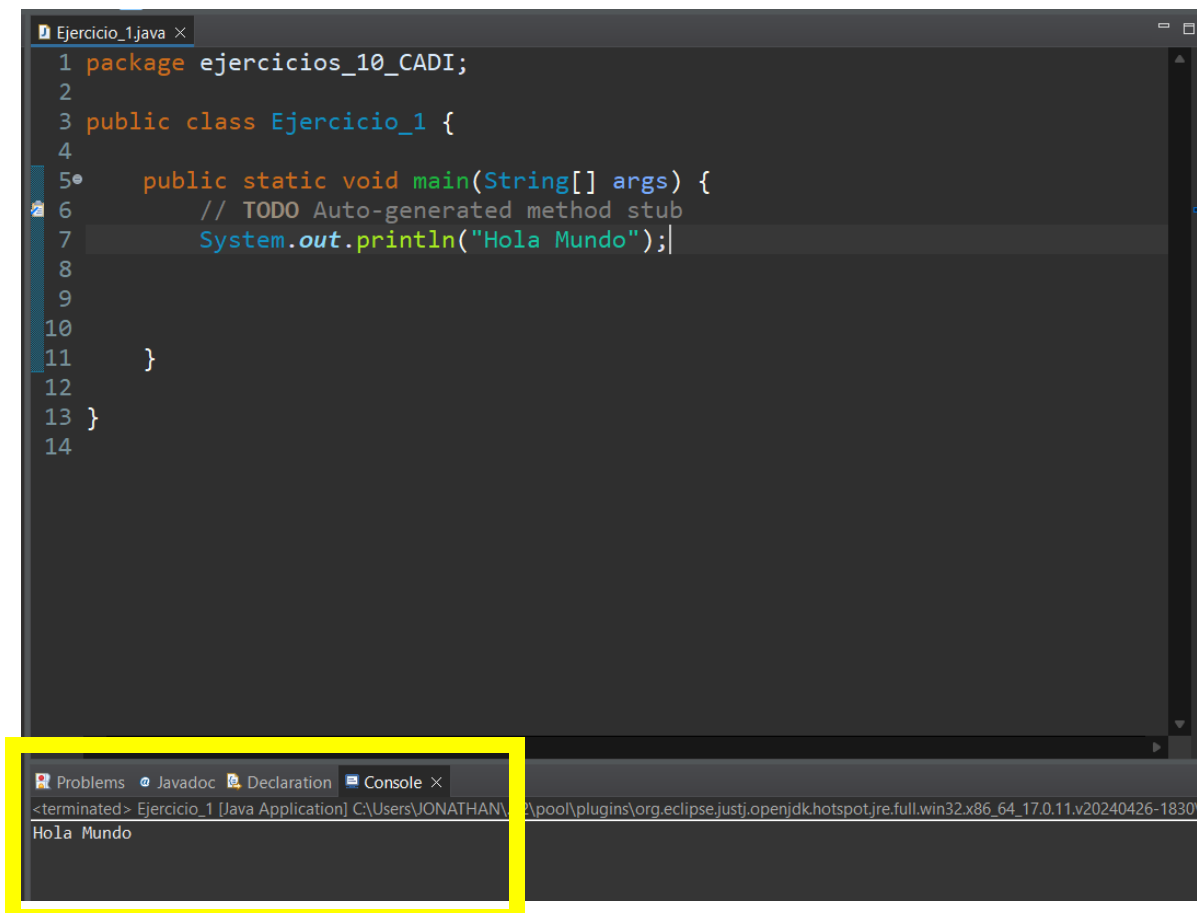 Ejercicio_1.java
1 package ejercicios_10_CADI;
2
3 public class Ejercicio_1 {
4
5 public static void main(String[] args) {
6 // TODO Auto-generated method stub
7 System.out.println("Hola Mundo");
8
9
10
11 }
12
13 }
14
Problems Javadoc Declaration Console
<terminated> Ejercicio_1 [Java Application] C:\Users\JONATHAN\ 2\pool\plugins\org.eclipse.justj.openjdk.hotspot.jre.full.win32.x86_64_17.0.11.v20240426-1830\
Hola Mundo